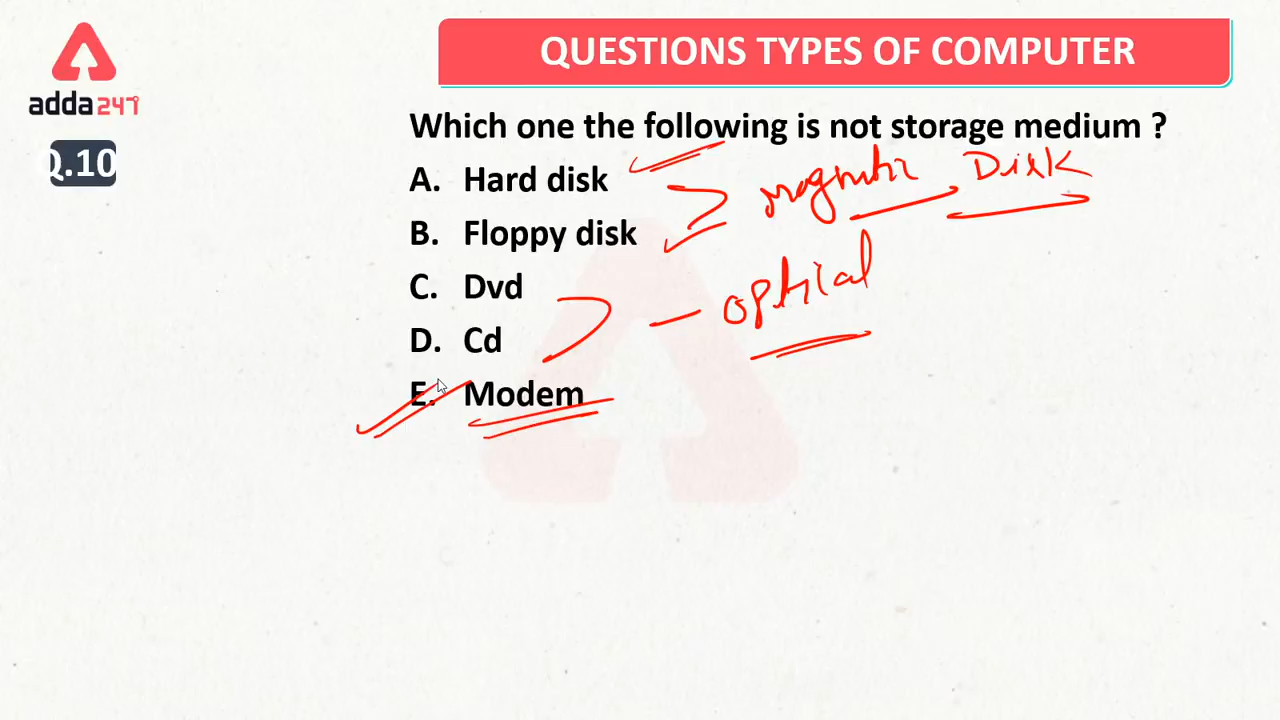 QUESTIONS TYPES OF COMPUTER
adda247
Q.10
Which one the following is not storage medium ?
A. Hard disk
B. Floppy disk
C. Dvd
D. Cd
E. Modem
magnetic Disk
optical